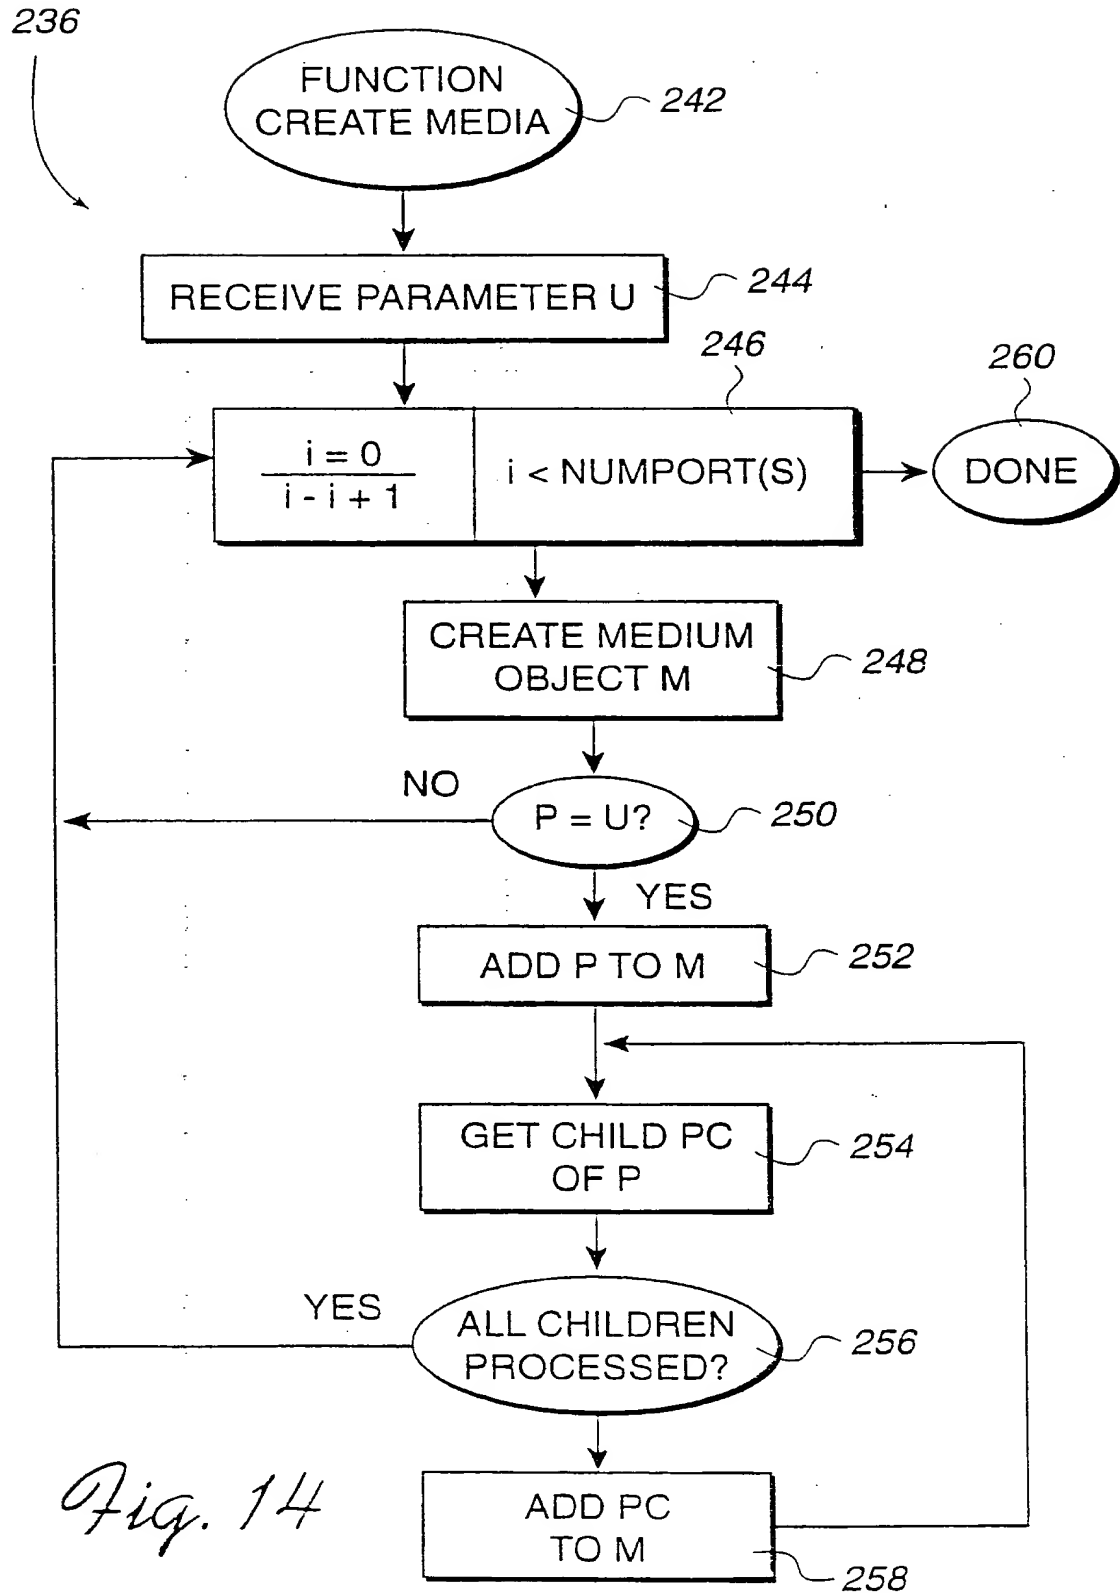 236
FUNCTION
CREATE MEDIA
242
RECEIVE PARAMETER U
244
246
260
i = 0
i - i + 1
i < NUMPORT(S)
DONE
CREATE MEDIUM
OBJECT M
248
NO
P = U?
250
YES
ADD P TO M
252
GET CHILD PC
OF P
254
YES
ALL CHILDREN
PROCESSED?
256
ADD PC
TO M
258
Fig. 14